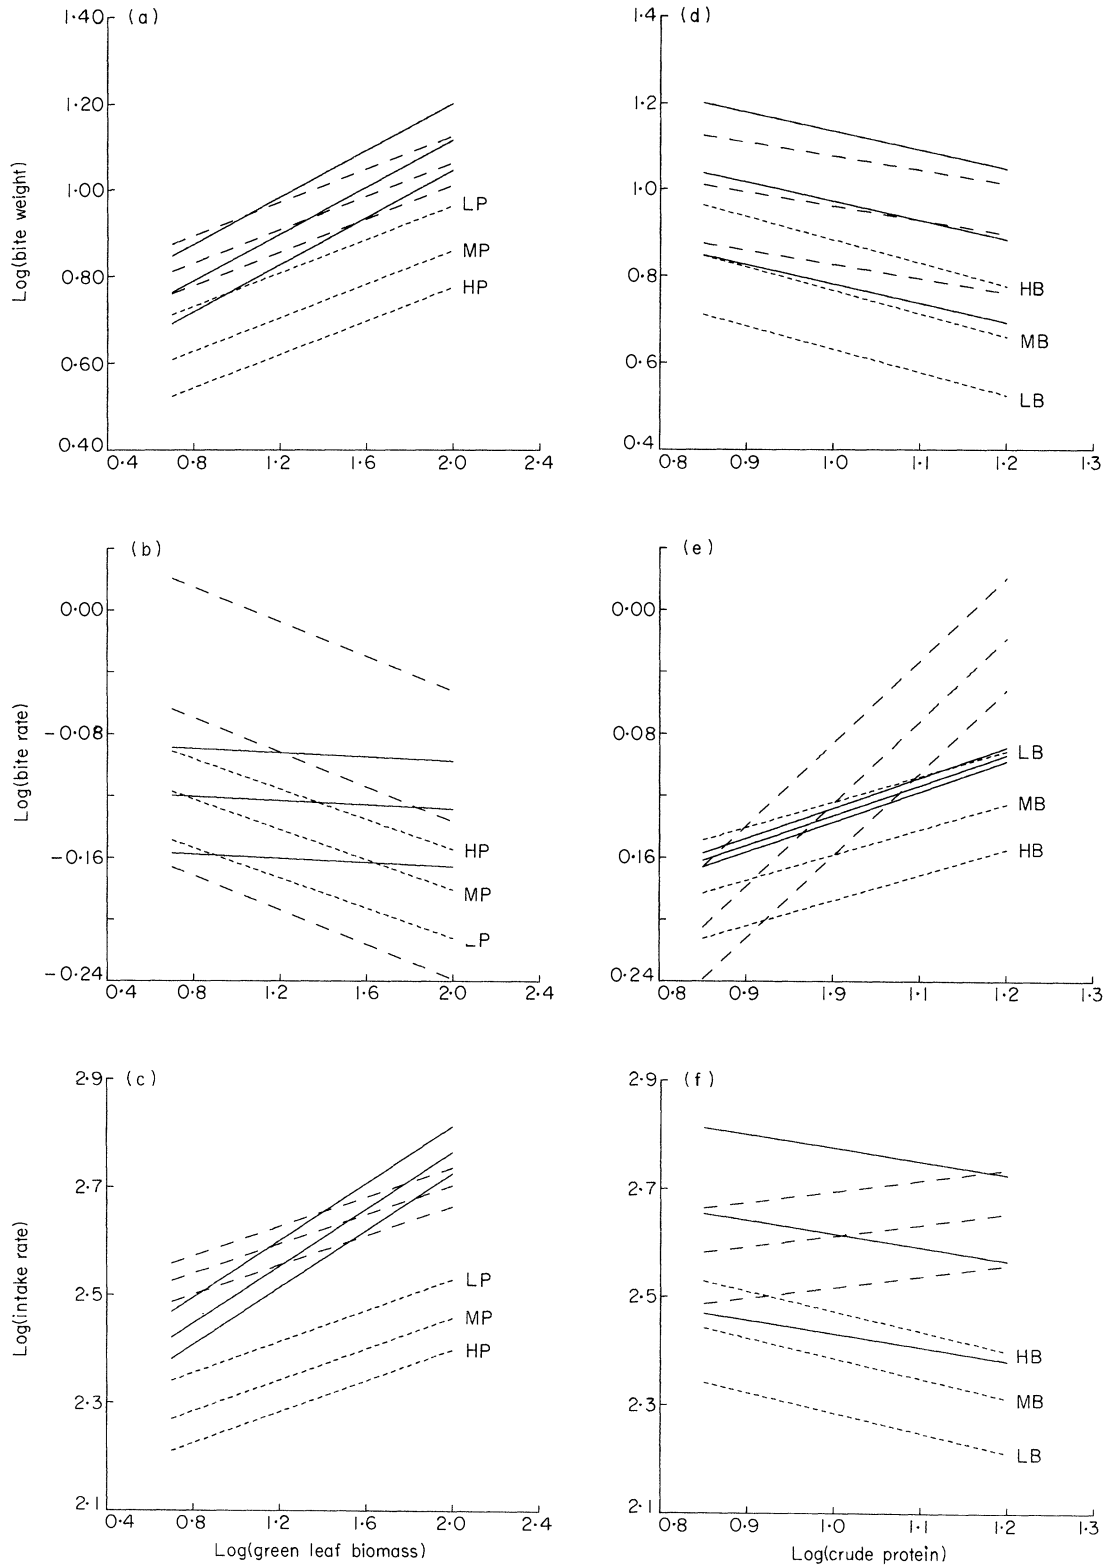 (a)
1·40
1·20
1·00
0·80
0·60
0·40
0·4 0·8 1·2 1·6 2·0 2·4
Log(bite weight)
LP
MP
HP
(d)
1·4
1·2
1·0
0·8
0·6
0·4
0·8 0·9 1·0 1·1 1·2 1·3
HB
MB
LB
(b)
0·00
-0·08
-0·16
-0·24
0·4 0·8 1·2 1·6 2·0 2·4
Log(bite rate)
HP
MP
LP
(e)
0·00
0·08
0·16
0·24
0·8 0·9 1·9 1·1 1·2 1·3
LB
MB
HB
(c)
2·9
2·7
2·5
2·3
2·1
0·4 0·8 1·2 1·6 2·0 2·4
Log(intake rate)
LP
MP
HP
Log(green leaf biomass)
(f)
2·9
2·7
2·5
2·3
2·1
0·8 0·9 1·0 1·1 1·2 1·3
HB
MB
LB
Log(crude protein)